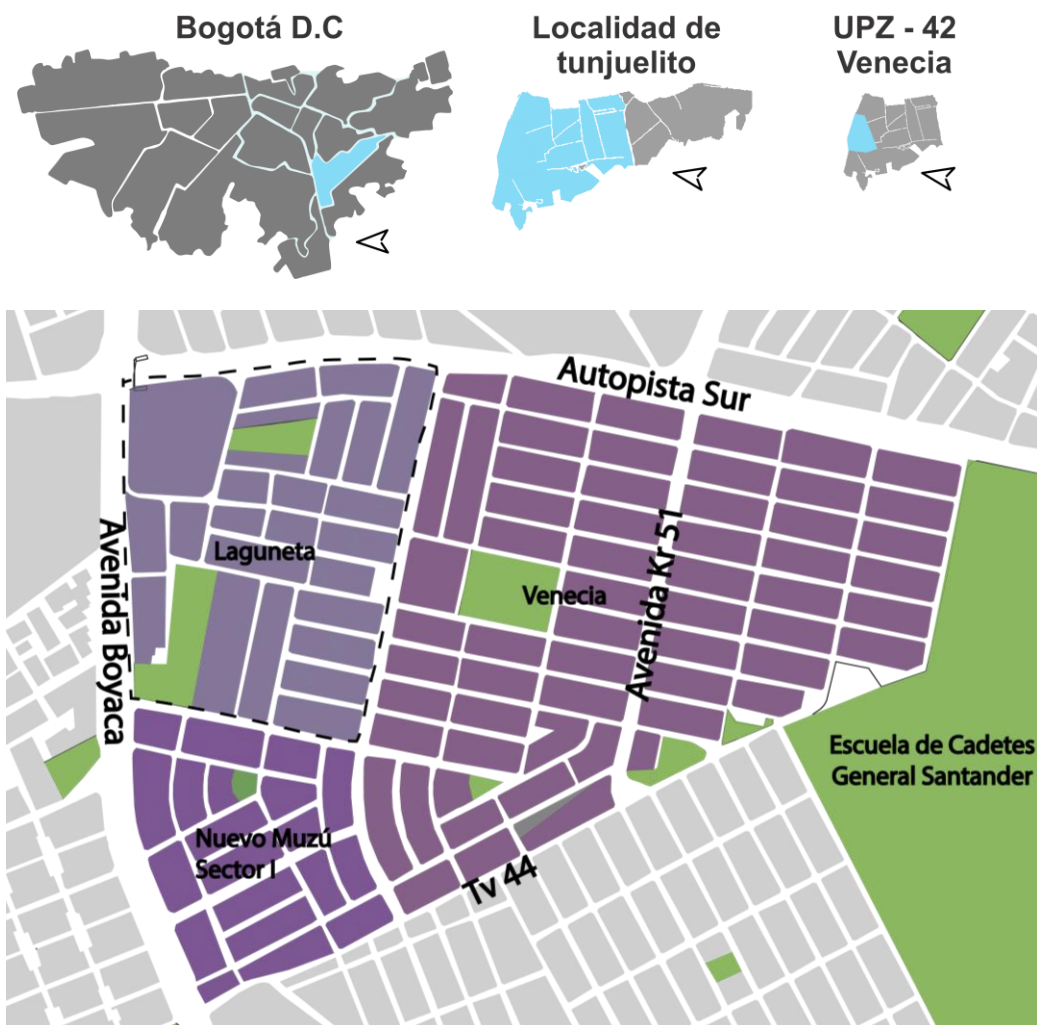 Bogotá D.C
Localidad de
tunjuelito
UPZ - 42
Venecia
Autopista Sur
Avenida Boyaca
Laguneta
Venecia
Avenida Kr 51
Escuela de Cadetes
General Santander
Nuevo Muzú
Sector I
Tv 44